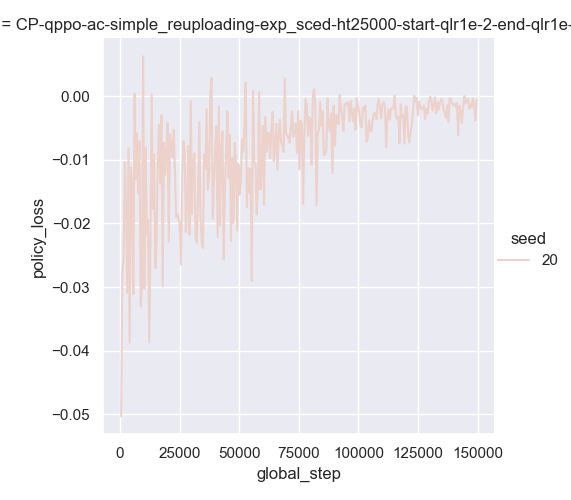 = CP-qppo-ac-simple_reuploading-exp_sced-ht25000-start-qlr1e-2-end-qlr1e-
0.00
−0.01
−0.02
−0.03
−0.04
−0.05
policy_loss
0 25000 50000 75000 100000 125000 150000
global_step
seed
20